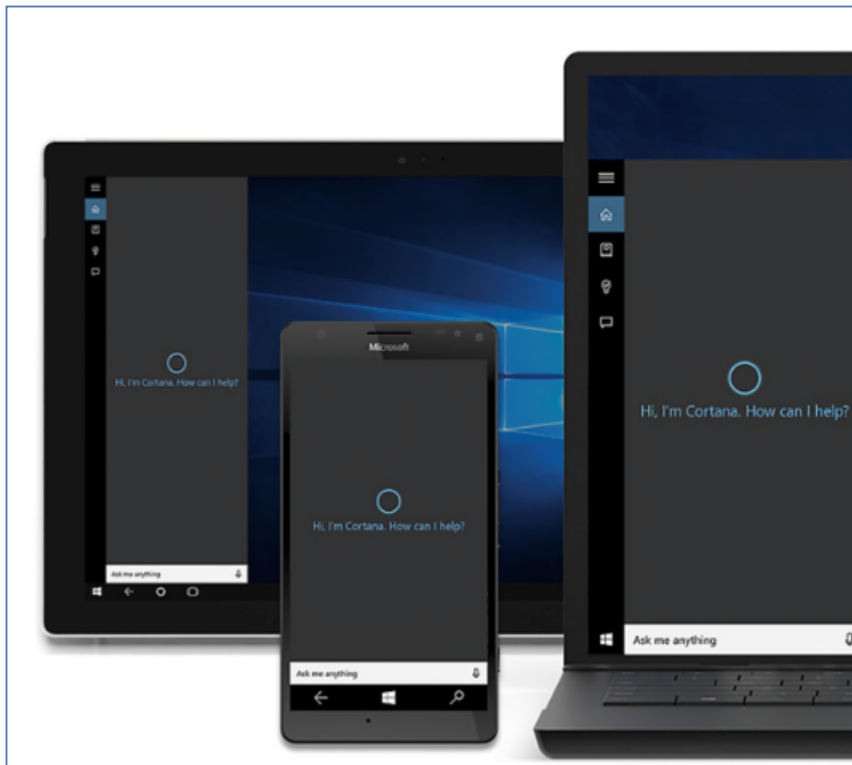 Hi, I'm Cortana. How can I help?
Ask me anything
Microsoft
Hi, I'm Cortana. How can I help?
Ask me anything
Hi, I'm Cortana. How can I help?
Ask me anything